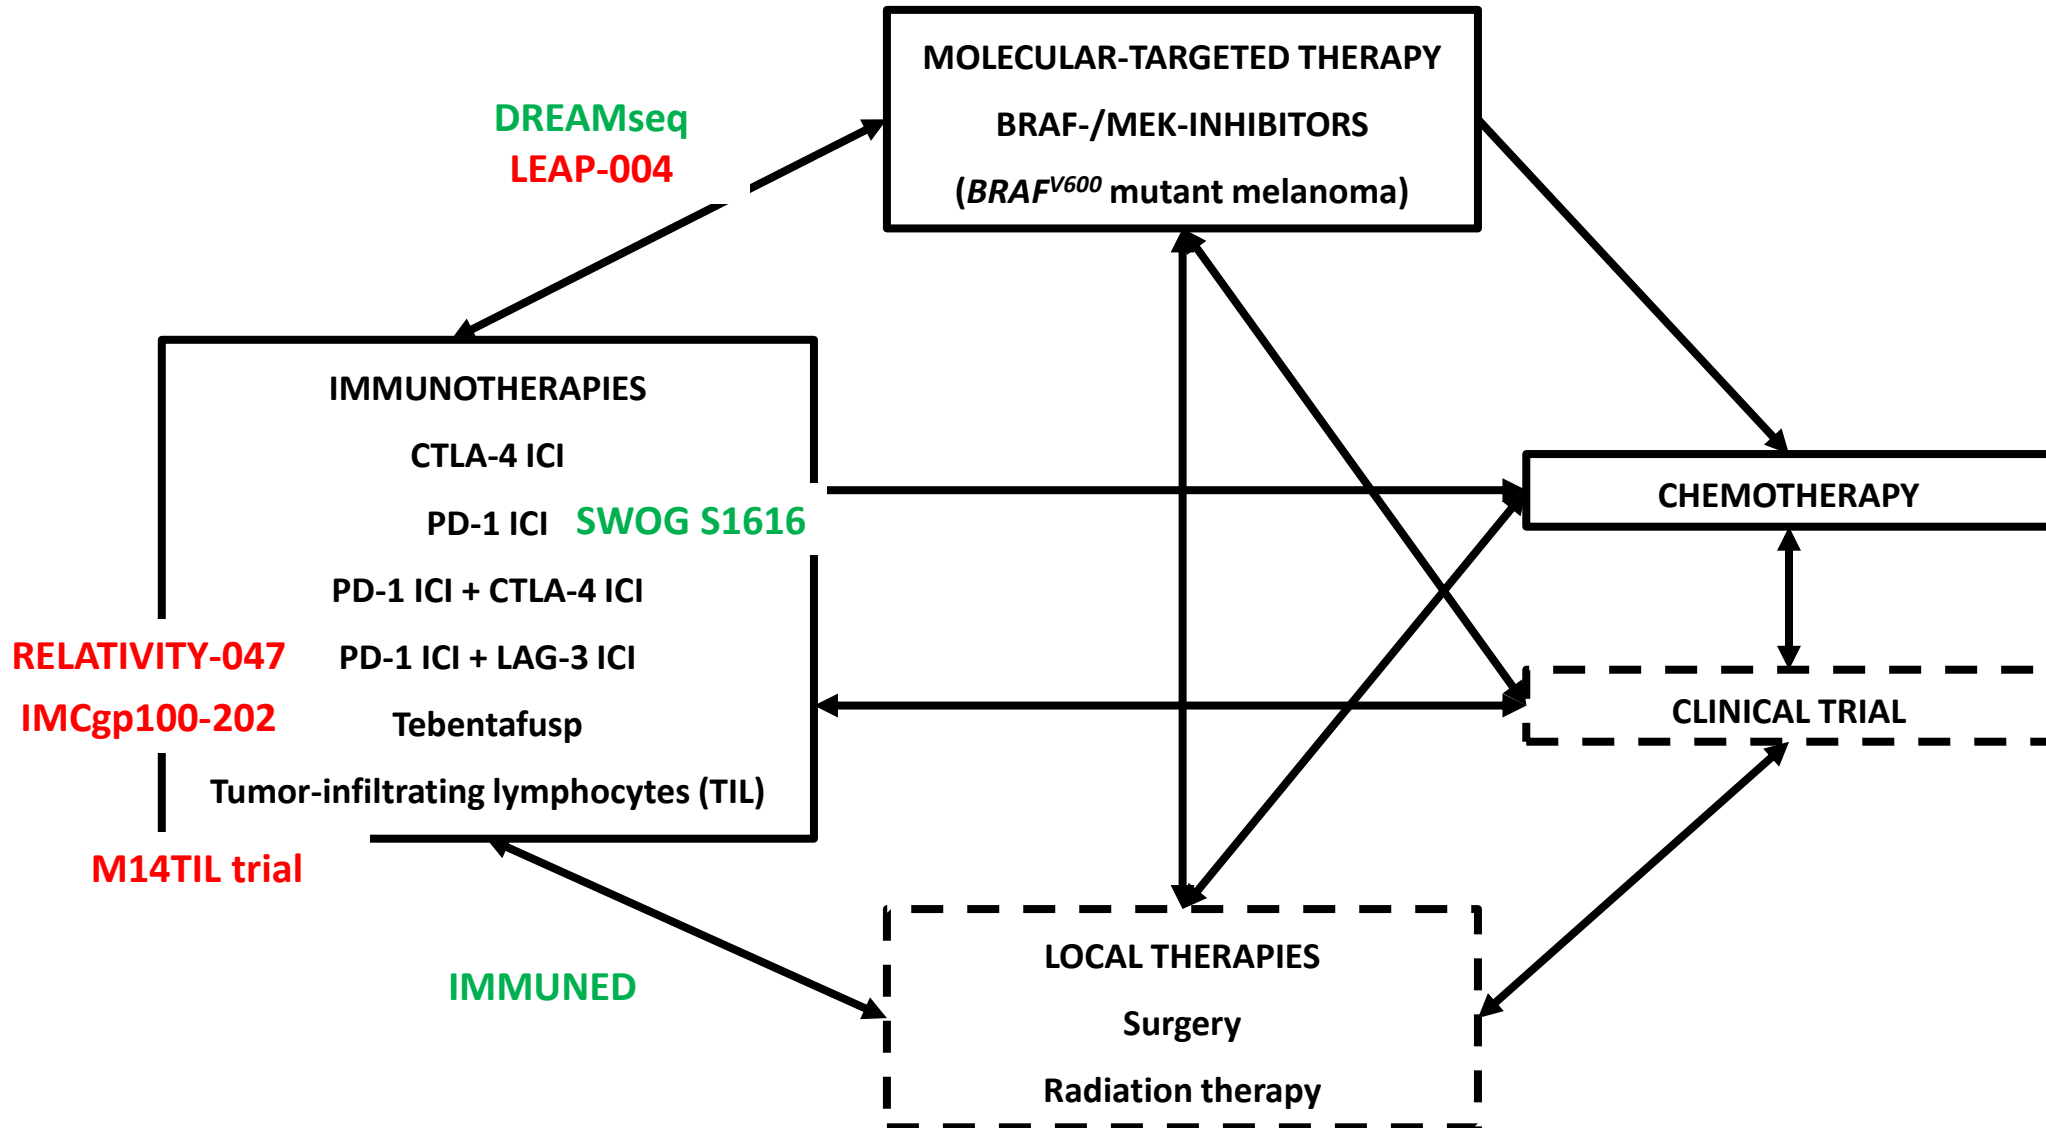 MOLECULAR-TARGETED THERAPY
BRAF-/MEK-INHIBITORS
(BRAF^V600 mutant melanoma)
DREAMseq
LEAP-004
IMMUNOTHERAPIES
CTLA-4 ICI
PD-1 ICI
SWOG S1616
PD-1 ICI + CTLA-4 ICI
RELATIVITY-047
PD-1 ICI + LAG-3 ICI
IMCgp100-202
Tebentafusp
Tumor-infiltrating lymphocytes (TIL)
M14TIL trial
CHEMOTHERAPY
CLINICAL TRIAL
IMMUNED
LOCAL THERAPIES
Surgery
Radiation therapy